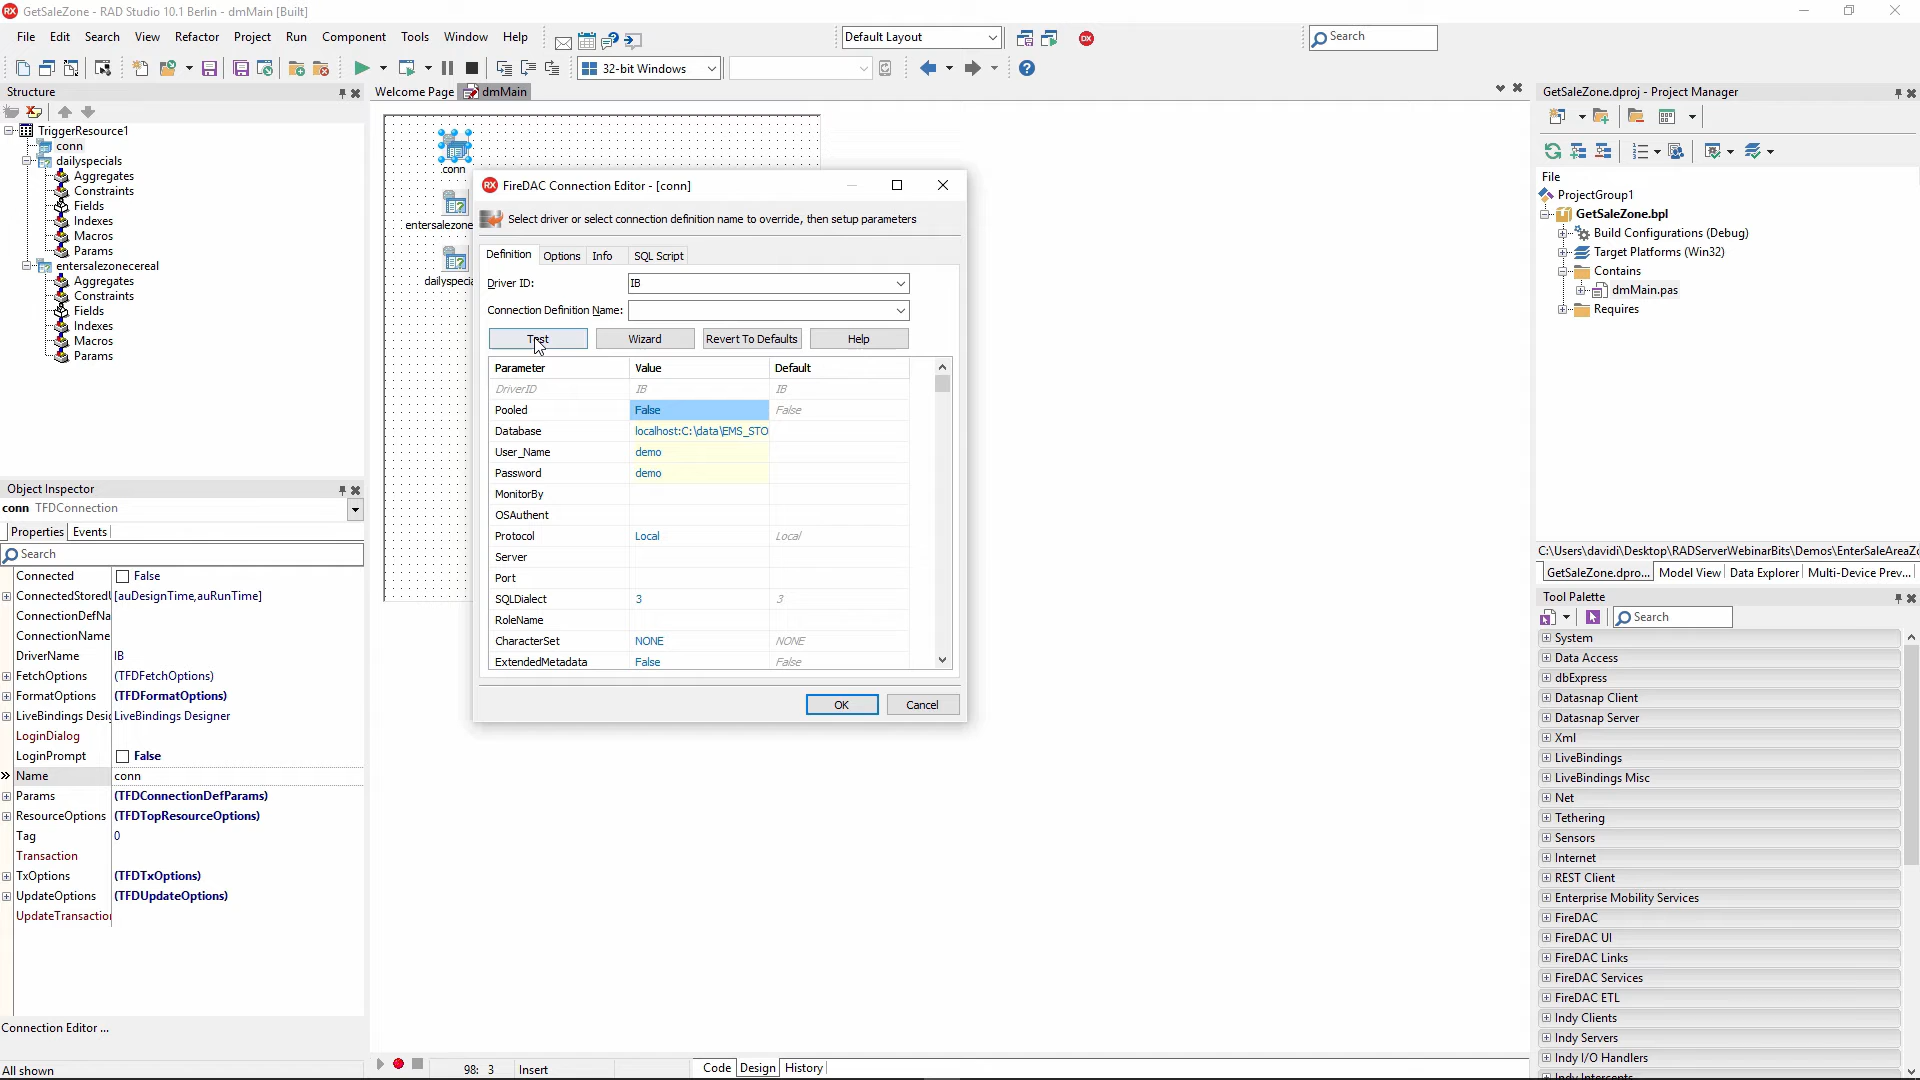 GetSaleZone - RAD Studio 10.1 Berlin - dmMain [Built]
File Edit Search View Refactor Project Run Component Tools Window Help
Default Layout
Search
32-bit Windows
Structure
TriggerResource1
conn
dailyspecials
Aggregates
Constraints
Fields
Indexes
Macros
Params
entersalezonecereal
Aggregates
Constraints
Fields
Indexes
Macros
Params
Object Inspector
conn TFDConnection
Properties Events
Search
Connected False
ConnectedStoredU [auDesignTime,auRunTime]
ConnectionDefNa
ConnectionName
DriverName IB
FetchOptions (TFDFetchOptions)
FormatOptions (TFDFormatOptions)
LiveBindings Desig LiveBindings Designer
LoginDialog
LoginPrompt False
Name conn
Params (TFDConnectionDefParams)
ResourceOptions (TFDTopResourceOptions)
Tag 0
Transaction
TxOptions (TFDTxOptions)
UpdateOptions (TFDUpdateOptions)
UpdateTransaction
Connection Editor ...
All shown
Welcome Page dmMain
conn
entersalezone
dailyspecia
RX FireDAC Connection Editor - [conn]
Select driver or select connection definition name to override, then setup parameters
Definition Options Info SQL Script
Driver ID: IB
Connection Definition Name:
Test Wizard Revert To Defaults Help
Parameter Value Default
DriverID IB IB
Pooled False False
Database localhost:C:\data\EMS_STO
User_Name demo
Password demo
MonitorBy
OSAuthent
Protocol Local Local
Server
Port
SQLDialect 3 3
RoleName
CharacterSet NONE NONE
ExtendedMetadata False False
OK Cancel
98: 3 Insert
Code Design History
GetSaleZone.dproj - Project Manager
File
ProjectGroup1
GetSaleZone.bpl
Build Configurations (Debug)
Target Platforms (Win32)
Contains
dmMain.pas
Requires
C:\Users\davidi\Desktop\RADServerWebinarBits\Demos\EnterSaleAreaZo
GetSaleZone.dpro... Model View Data Explorer Multi-Device Prev...
Tool Palette
Search
System
Data Access
dbExpress
Datasnap Client
Datasnap Server
Xml
LiveBindings
LiveBindings Misc
Net
Tethering
Sensors
Internet
REST Client
Enterprise Mobility Services
FireDAC
FireDAC UI
FireDAC Links
FireDAC Services
FireDAC ETL
Indy Clients
Indy Servers
Indy I/O Handlers
Indy Intercepts